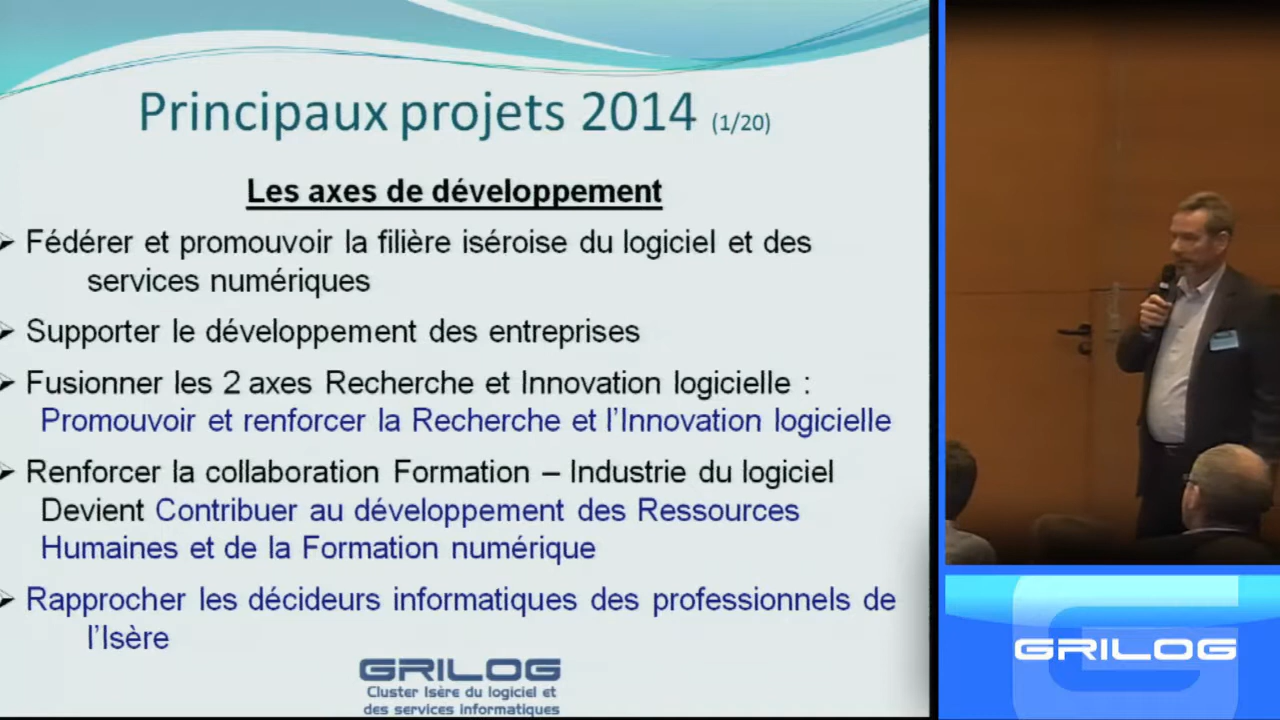 Principaux projets 2014 (1/20)
Les axes de développement
➢ Fédérer et promouvoir la filière iséroise du logiciel et des
services numériques
➢ Supporter le développement des entreprises
➢ Fusionner les 2 axes Recherche et Innovation logicielle :
Promouvoir et renforcer la Recherche et l'Innovation logicielle
➢ Renforcer la collaboration Formation – Industrie du logiciel
Devient Contribuer au développement des Ressources
Humaines et de la Formation numérique
➢ Rapprocher les décideurs informatiques des professionnels de
l'Isère
GRILOG
Cluster Isère du logiciel et
des services informatiques
GRILOG